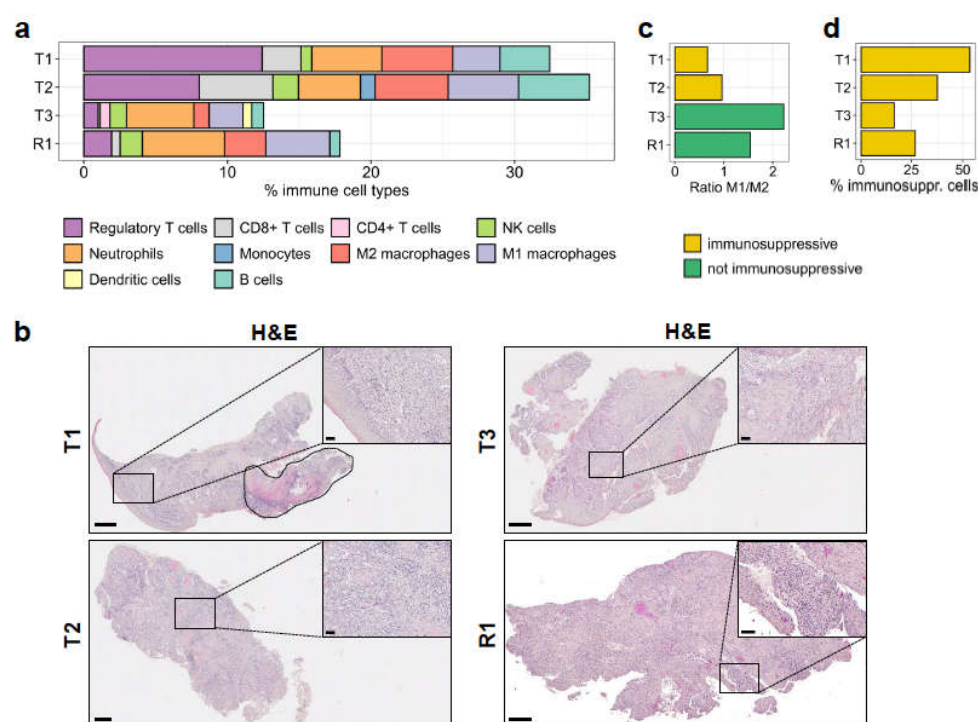 a
T1
T2
T3
R1
0 10 20 30
% immune cell types
Regulatory T cells CD8+ T cells CD4+ T cells NK cells
Neutrophils Monocytes M2 macrophages M1 macrophages
Dendritic cells B cells
c
T1
T2
T3
R1
0 1 2
Ratio M1/M2
d
T1
T2
T3
R1
0 25 50
% immunosuppr. cells
immunosuppressive
not immunosuppressive
b
H&E
H&E
T1
T3
T2
R1